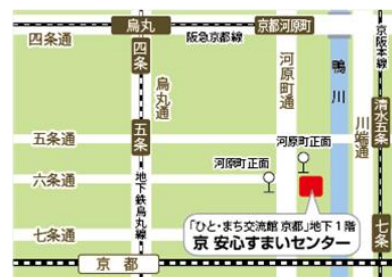 烏丸
京都河原町
四条通
阪急京都線
四条
烏丸通
河原町通
鴨川
川端通
京阪本線
清水五条
五条通
五条
河原町正面
河原町正面
六条通
地下鉄烏丸線
七条通
七条
「ひと・まち交流館 京都」地下1階
京 安心すまいセンター
京都